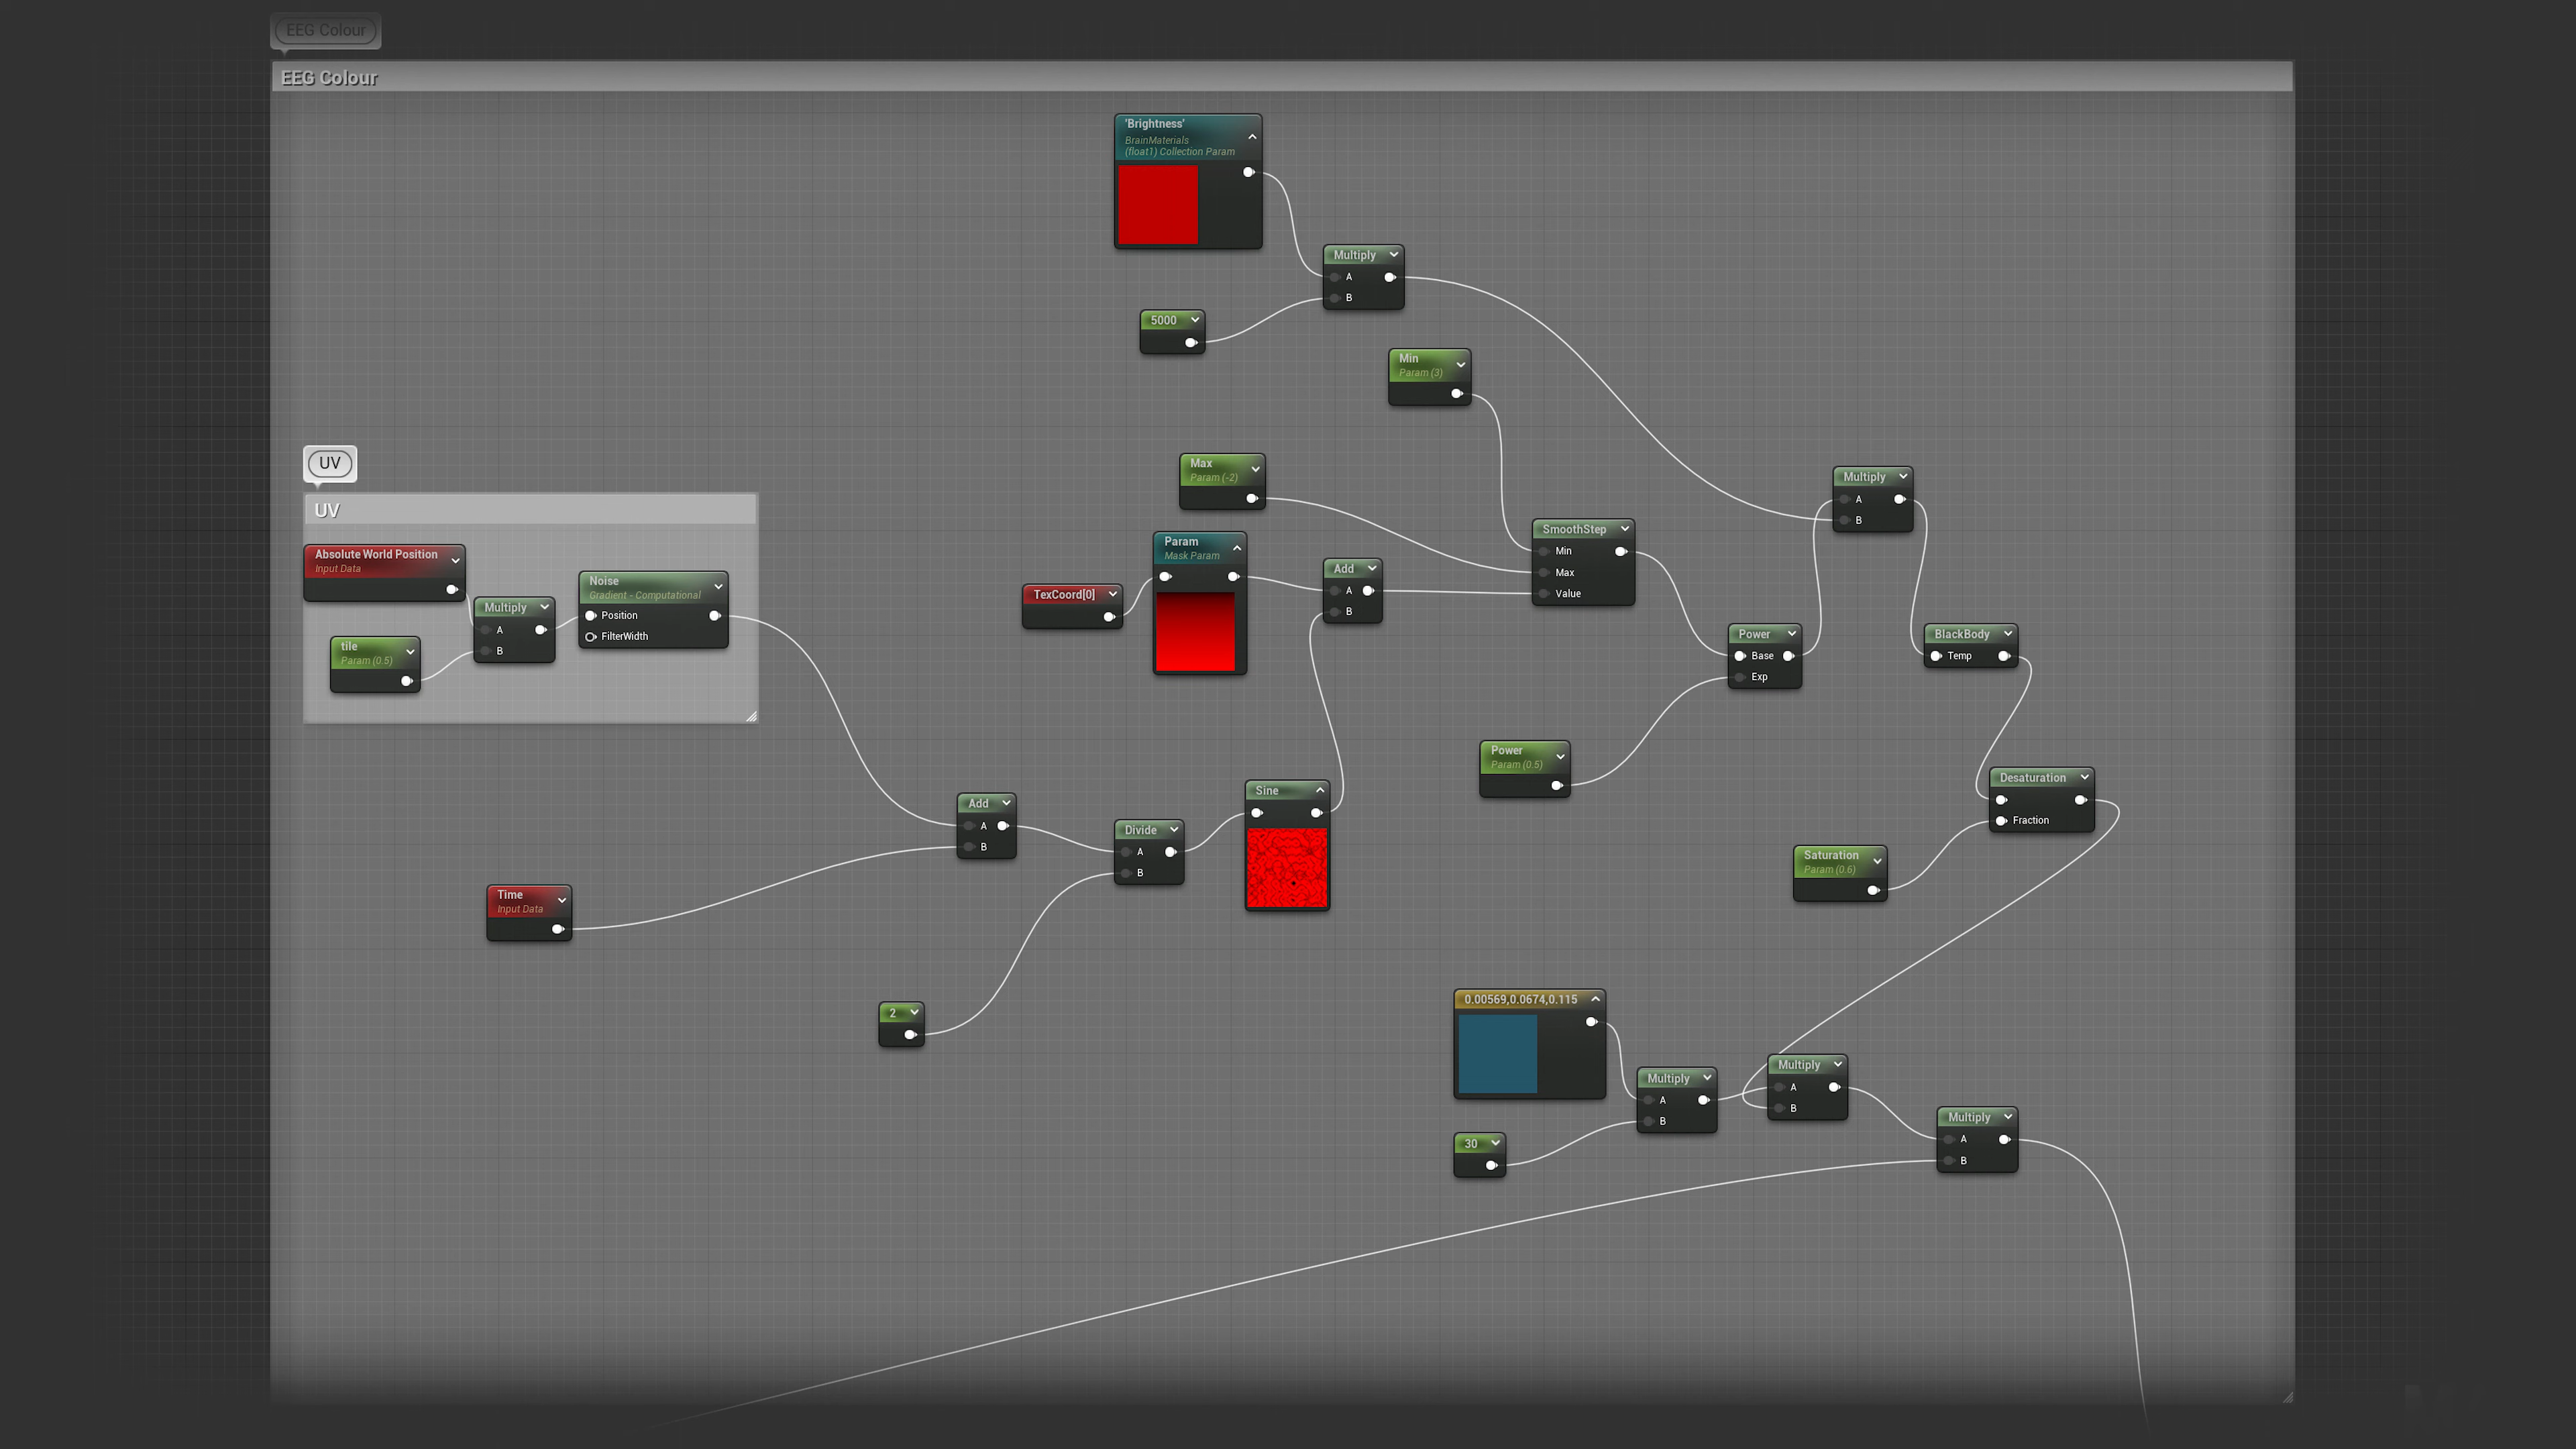 EEG Colour
EEG Colour
'Brightness'
BrainMaterials
(float1) Collection Param
Multiply
A
B
5000
Min
Param (3)
Max
Param (-2)
UV
UV
Absolute World Position
Input Data
tile
Param (0.5)
Multiply
A
B
Noise
Gradient - Computational
Position
FilterWidth
TexCoord[0]
Param
Mask Param
Add
A
B
SmoothStep
Min
Max
Value
Multiply
A
B
Power
Base
Exp
BlackBody
Temp
Power
Param (0.5)
Time
Input Data
Add
A
B
2
Divide
A
B
Sine
Desaturation
Fraction
Saturation
Param (0.6)
0.00569,0.0674,0.115
30
Multiply
A
B
Multiply
A
B
Multiply
A
B